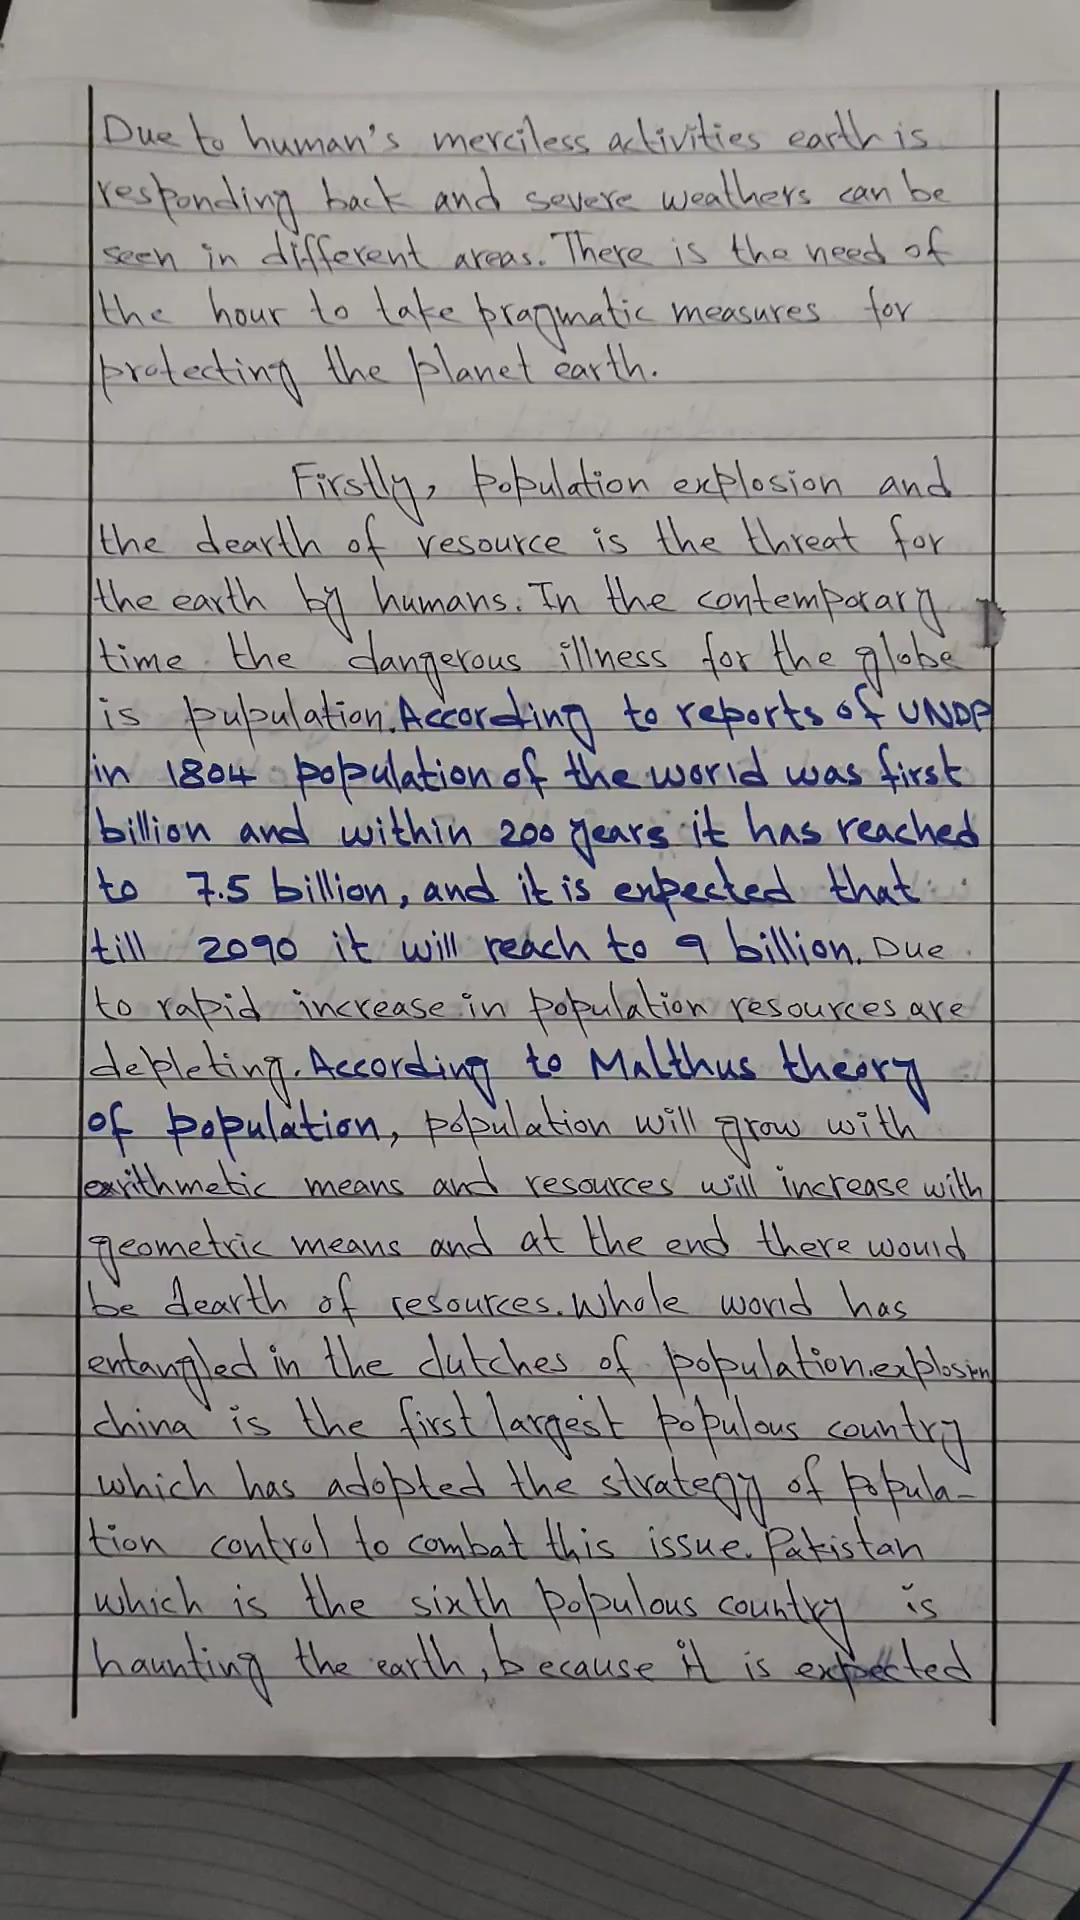 Due to human's merciless activities earth is
responding back and severe weathers can be
seen in different areas. There is the need of
the hour to take pragmatic measures for
protecting the planet earth.
Firstly, population explosion and
the dearth of resource is the threat for
the earth by humans. In the contemporary
time the dangerous illness for the globe
is pupulation. According to reports of UNDP
in 1804 population of the world was first
billion and within 200 years it has reached
to 7.5 billion, and it is enpected that
till 2090 it will reach to 9 billion. Due
to rapid increase in population resources are
depleting. According to Malthus theory
of population, population will grow with
exrithmetic means and resources will increase with
geometric means and at the end there would
be dearth of resources. Whole world has
entangled in the clutches of population.explosin
china is the first largest populous country
which has adopted the strategy of popula-
tion control to combat this issue. Pakistan
which is the sixth populous country is
haunting the earth, because it is expected